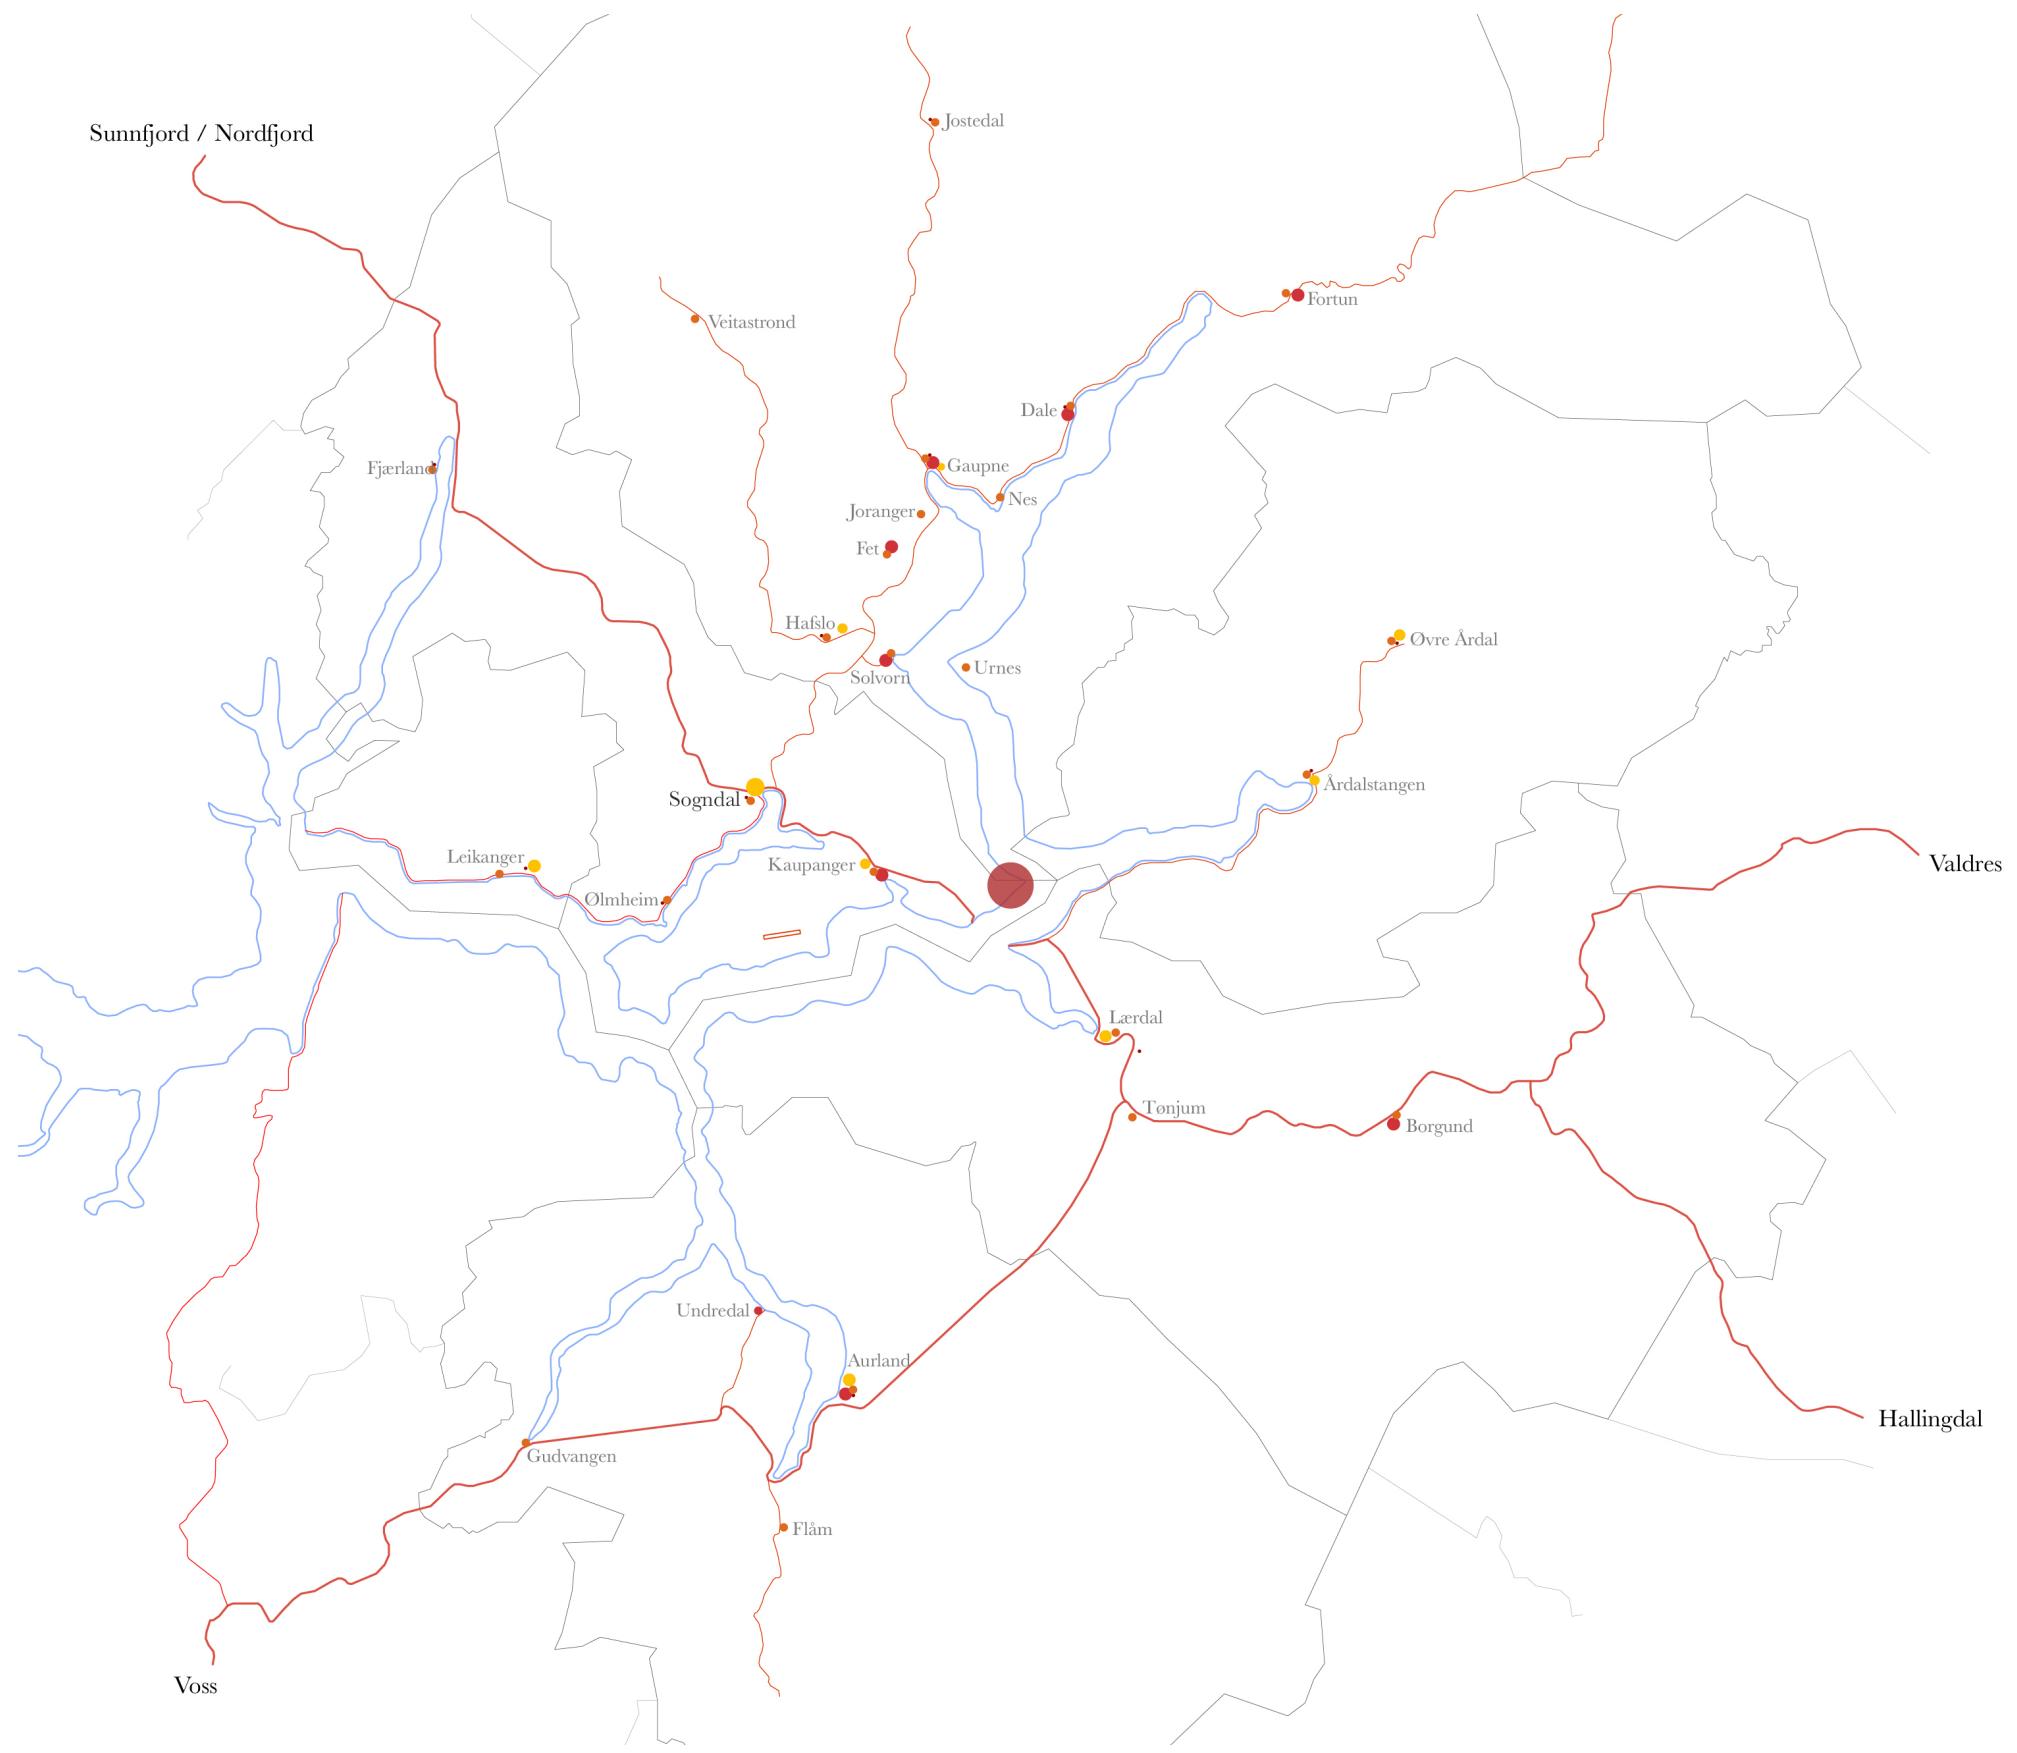 Jostedal
Sunnfjord / Nordfjord
Fortun
Veitastrond
Dale
Gaupne
Fjærland
Nes
Joranger
Fet
Hafslo
Øvre Årdal
Urnes
Solvorn
Årdalstangen
Sogndal
Leikanger
Kaupanger
Valdres
Ølmheim
Lærdal
Tønjum
Borgund
Undredal
Aurland
Hallingdal
Gudvangen
Flåm
Voss